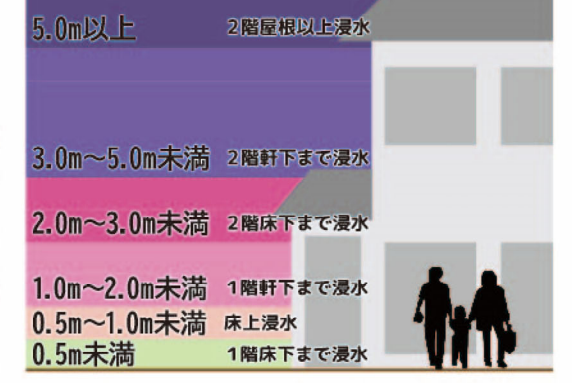 5.0m以上 2階屋根以上浸水
3.0m～5.0m未満 2階軒下まで浸水
2.0m～3.0m未満 2階床下まで浸水
1.0m～2.0m未満 1階軒下まで浸水
0.5m～1.0m未満 床上浸水
0.5m未満 1階床下まで浸水